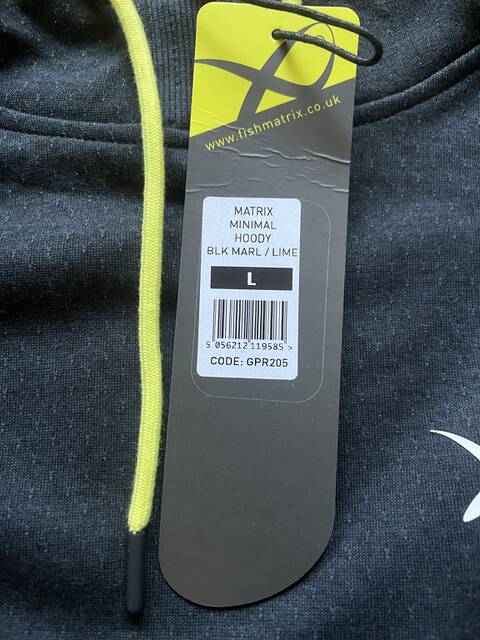 www.fishmatrix.co.uk
MATRIX
MINIMAL
HOODY
BLK MARL / LIME
L
5 056212 119585 >
CODE: GPR205